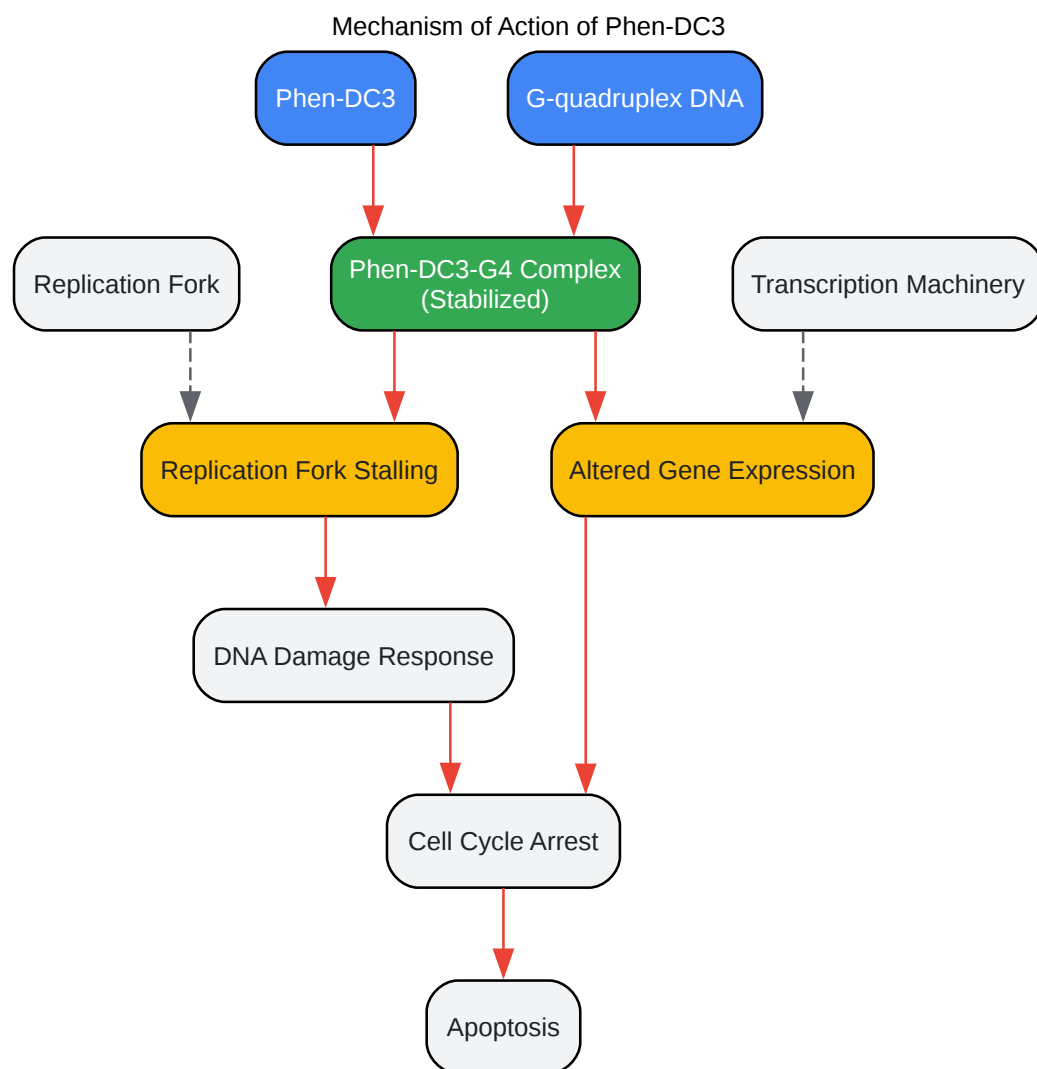 Mechanism of Action of Phen-DC3
Phen-DC3
G-quadruplex DNA
Replication Fork
Phen-DC3-G4 Complex
(Stabilized)
Transcription Machinery
Replication Fork Stalling
Altered Gene Expression
DNA Damage Response
Cell Cycle Arrest
Apoptosis